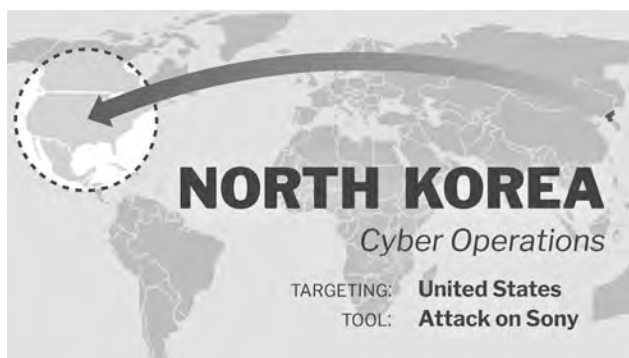 NORTH KOREA
Cyber Operations
TARGETING: United States
TOOL: Attack on Sony